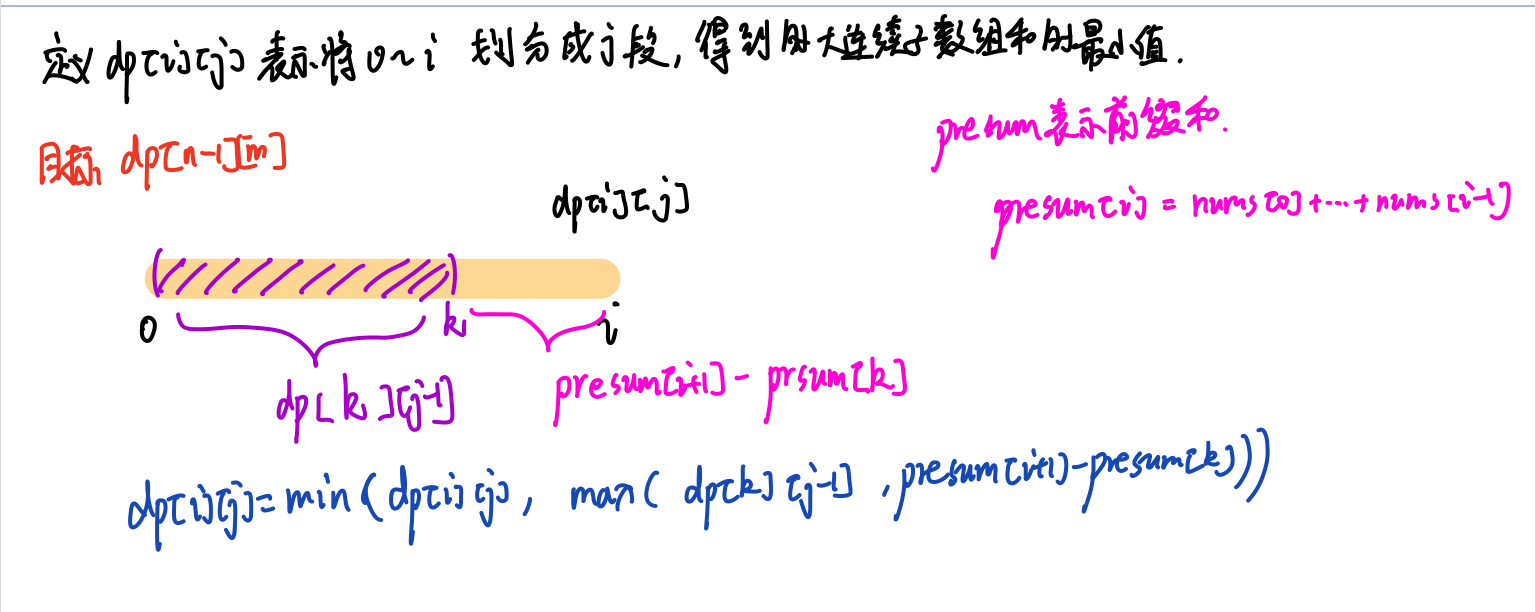 定义 dp[i][j] 表示将 0~i 划分成 j 段, 得到的大连续子数组和的最小值.
目标 dp[n-1][m]
presum 表示前缀和.
presum[i] = nums[0]+...+nums[i-1]
dp[i][j]
0 k i
dp[k][j-1]
presum[i+1] - prsum[k]
dp[i][j] = min(dp[i][j], max( dp[k][j-1], presum[i+1]-presum[k]))